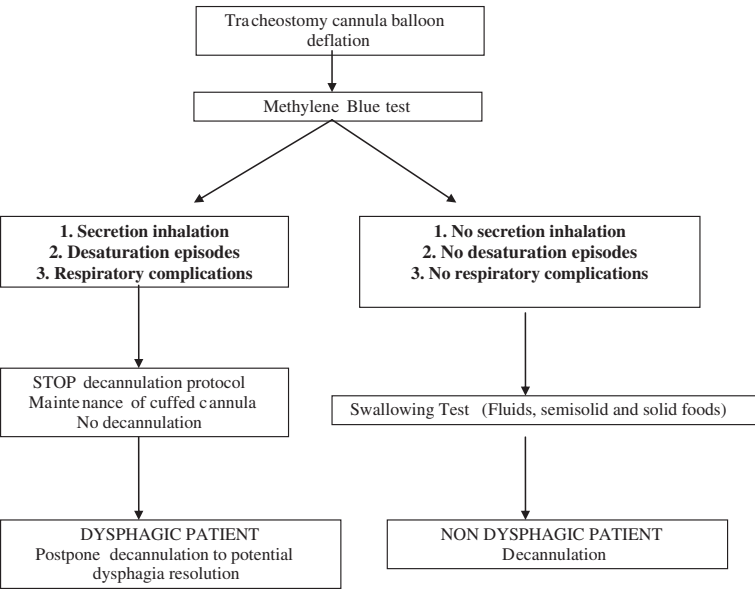 Tracheostomy cannula balloon
deflation
Methylene Blue test
1. Secretion inhalation
2. Desaturation episodes
3. Respiratory complications
1. No secretion inhalation
2. No desaturation episodes
3. No respiratory complications
STOP decannulation protocol
Maintenance of cuffed cannula
No decannulation
Swallowing Test (Fluids, semisolid and solid foods)
DYSPHAGIC PATIENT
Postpone decannulation to potential
dysphagia resolution
NON DYSPHAGIC PATIENT
Decannulation